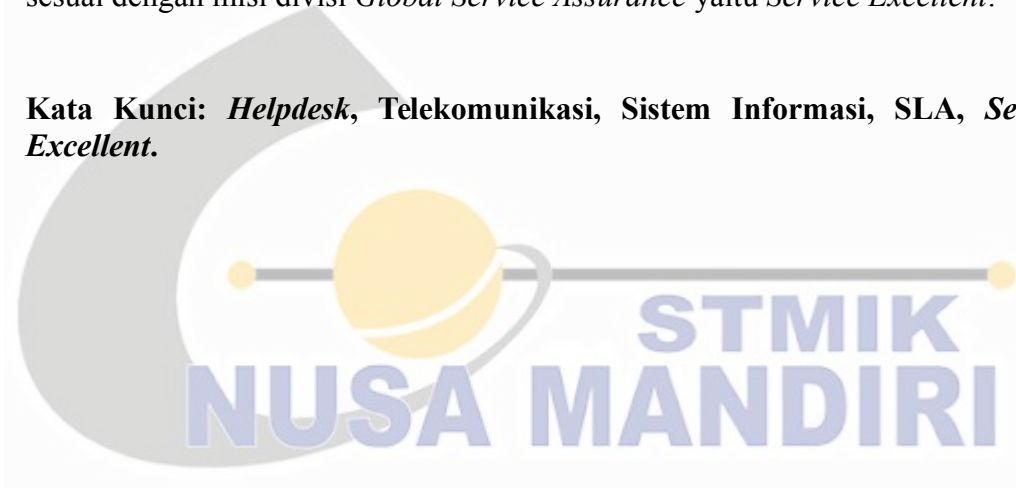 sesuai dengan misi divisi Global Service Assurance yaitu Service Excellent.
Kata Kunci: Helpdesk, Telekomunikasi, Sistem Informasi, SLA, Se
Excellent.
STMIK
NUSA MANDIRI